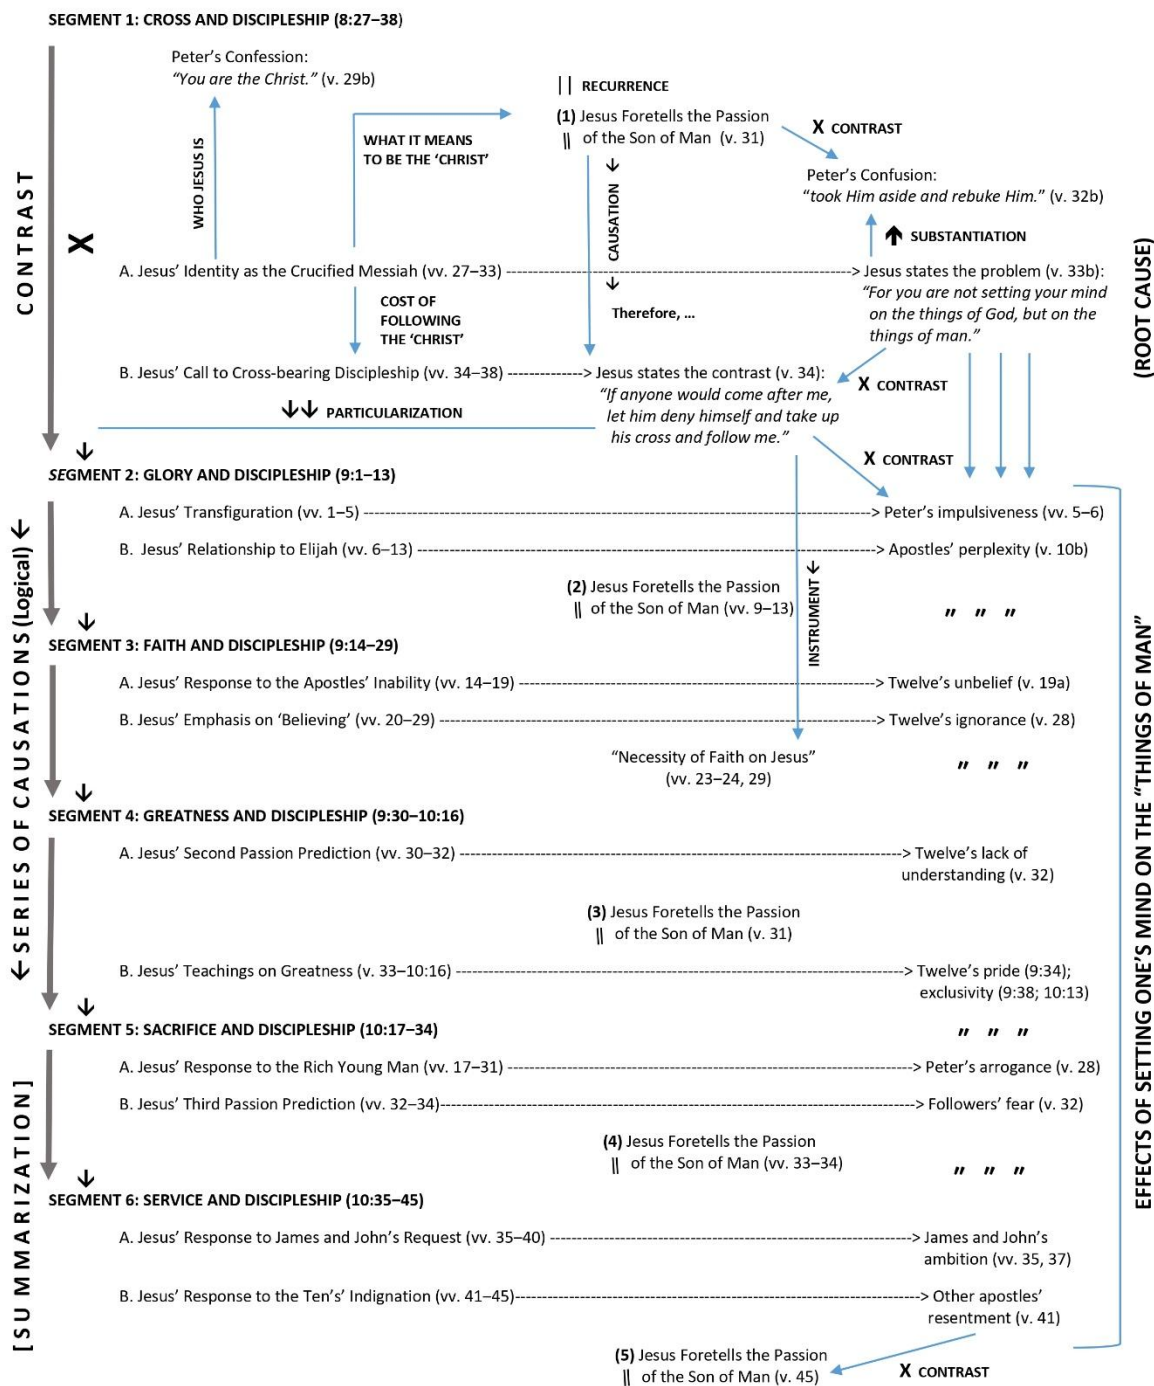 SEGMENT 1: CROSS AND DISCIPLESHIP (8:27–38)
Peter's Confession:
"You are the Christ." (v. 29b)
|| RECURRENCE
(1) Jesus Foretells the Passion
|| of the Son of Man (v. 31)
X CONTRAST
WHAT IT MEANS
TO BE THE 'CHRIST'
WHO JESUS IS
CAUSATION
Peter's Confusion:
"took Him aside and rebuke Him." (v. 32b)
SUBSTANTIATION
CONTRAST
X
A. Jesus' Identity as the Crucified Messiah (vv. 27–33) ---> Jesus states the problem (v. 33b):
"For you are not setting your mind
on the things of God, but on the
things of man."
(ROOT CAUSE)
COST OF
FOLLOWING
THE 'CHRIST'
Therefore, ...
B. Jesus' Call to Cross-bearing Discipleship (vv. 34–38) ---> Jesus states the contrast (v. 34):
"If anyone would come after me,
let him deny himself and take up
his cross and follow me."
X CONTRAST
↓↓ PARTICULARIZATION
X CONTRAST
SEGMENT 2: GLORY AND DISCIPLESHIP (9:1–13)
A. Jesus' Transfiguration (vv. 1–5) ---> Peter's impulsiveness (vv. 5–6)
B. Jesus' Relationship to Elijah (vv. 6–13) ---> Apostles' perplexity (v. 10b)
(2) Jesus Foretells the Passion
|| of the Son of Man (vv. 9–13)
INSTRUMENT
" " "
SEGMENT 3: FAITH AND DISCIPLESHIP (9:14–29)
A. Jesus' Response to the Apostles' Inability (vv. 14–19) ---> Twelve's unbelief (v. 19a)
B. Jesus' Emphasis on 'Believing' (vv. 20–29) ---> Twelve's ignorance (v. 28)
"Necessity of Faith on Jesus"
(vv. 23–24, 29)
" " "
SERIES OF CAUSATIONS (Logical)
SEGMENT 4: GREATNESS AND DISCIPLESHIP (9:30–10:16)
A. Jesus' Second Passion Prediction (vv. 30–32) ---> Twelve's lack of
understanding (v. 32)
(3) Jesus Foretells the Passion
|| of the Son of Man (v. 31)
B. Jesus' Teachings on Greatness (v. 33–10:16) ---> Twelve's pride (9:34);
exclusivity (9:38; 10:13)
SEGMENT 5: SACRIFICE AND DISCIPLESHIP (10:17–34)
" " "
A. Jesus' Response to the Rich Young Man (vv. 17–31) ---> Peter's arrogance (v. 28)
B. Jesus' Third Passion Prediction (vv. 32–34) ---> Followers' fear (v. 32)
(4) Jesus Foretells the Passion
|| of the Son of Man (vv. 33–34)
" " "
SEGMENT 6: SERVICE AND DISCIPLESHIP (10:35–45)
A. Jesus' Response to James and John's Request (vv. 35–40) ---> James and John's
ambition (vv. 35, 37)
B. Jesus' Response to the Ten's' Indignation (vv. 41–45) ---> Other apostles'
resentment (v. 41)
[SUMMARIZATION]
(5) Jesus Foretells the Passion
|| of the Son of Man (v. 45)
X CONTRAST
EFFECTS OF SETTING ONE'S MIND ON THE "THINGS OF MAN"